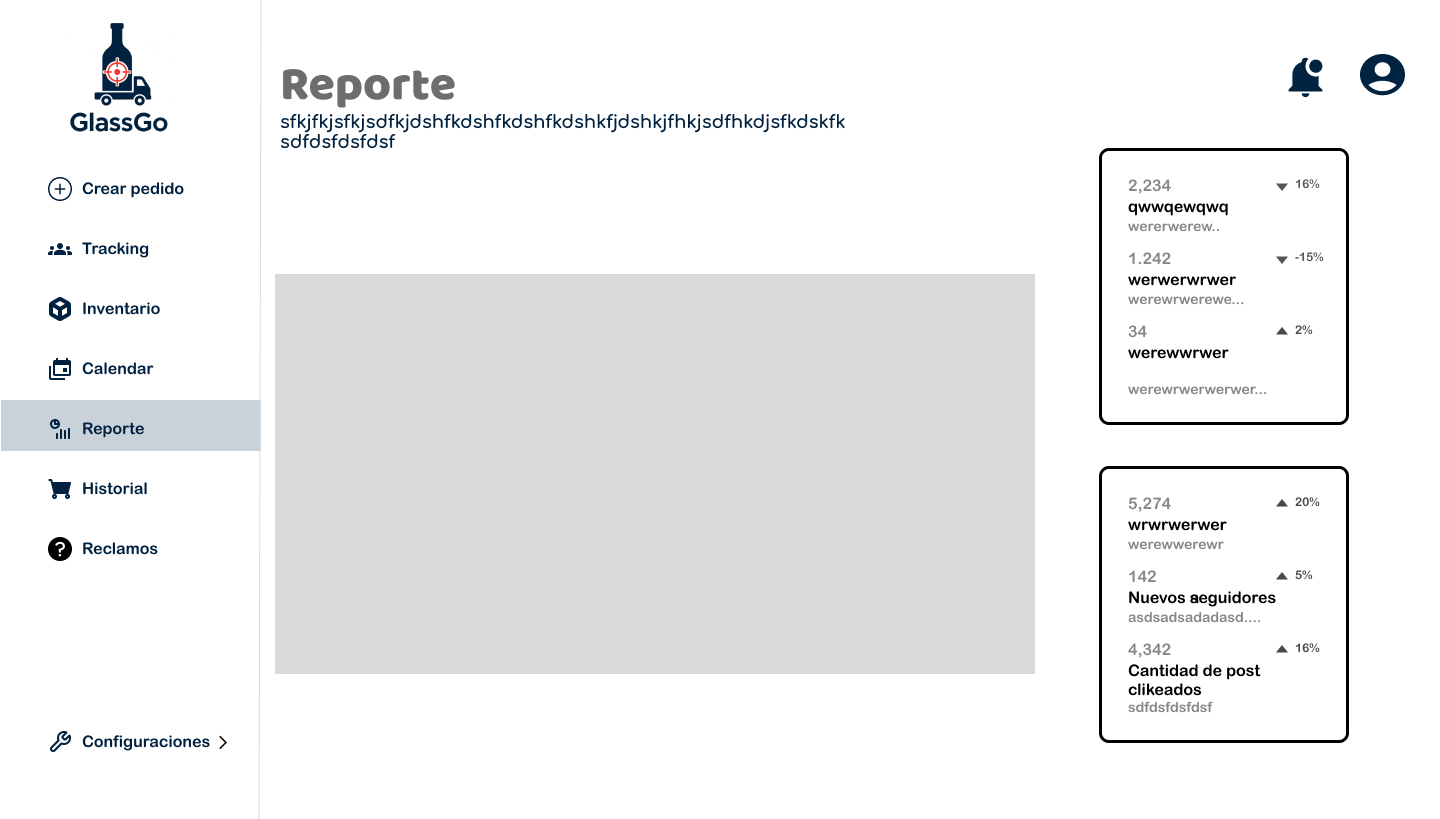 GlassGo
Crear pedido
Tracking
Inventario
Calendar
Reporte
Historial
Reclamos
Configuraciones
Reporte
sfkjfkjsfkjsdfkjdshfkdshfkdshfkdshkfjdshkjfhkjsdfhkdjsfkdskfk
sdfdsfdsfdsf
2,234 16%
qwwqewqwq
wererwerew..
1.242 -15%
werwerwrwer
werewrwerewe...
34 2%
werewwrwer
werewrwerwerwer...
5,274 20%
wrwrwerwer
werewwerewr
142 5%
Nuevos aeguidores
asdsadsadadasd....
4,342 16%
Cantidad de post
clikeados
sdfdsfdsfdsf